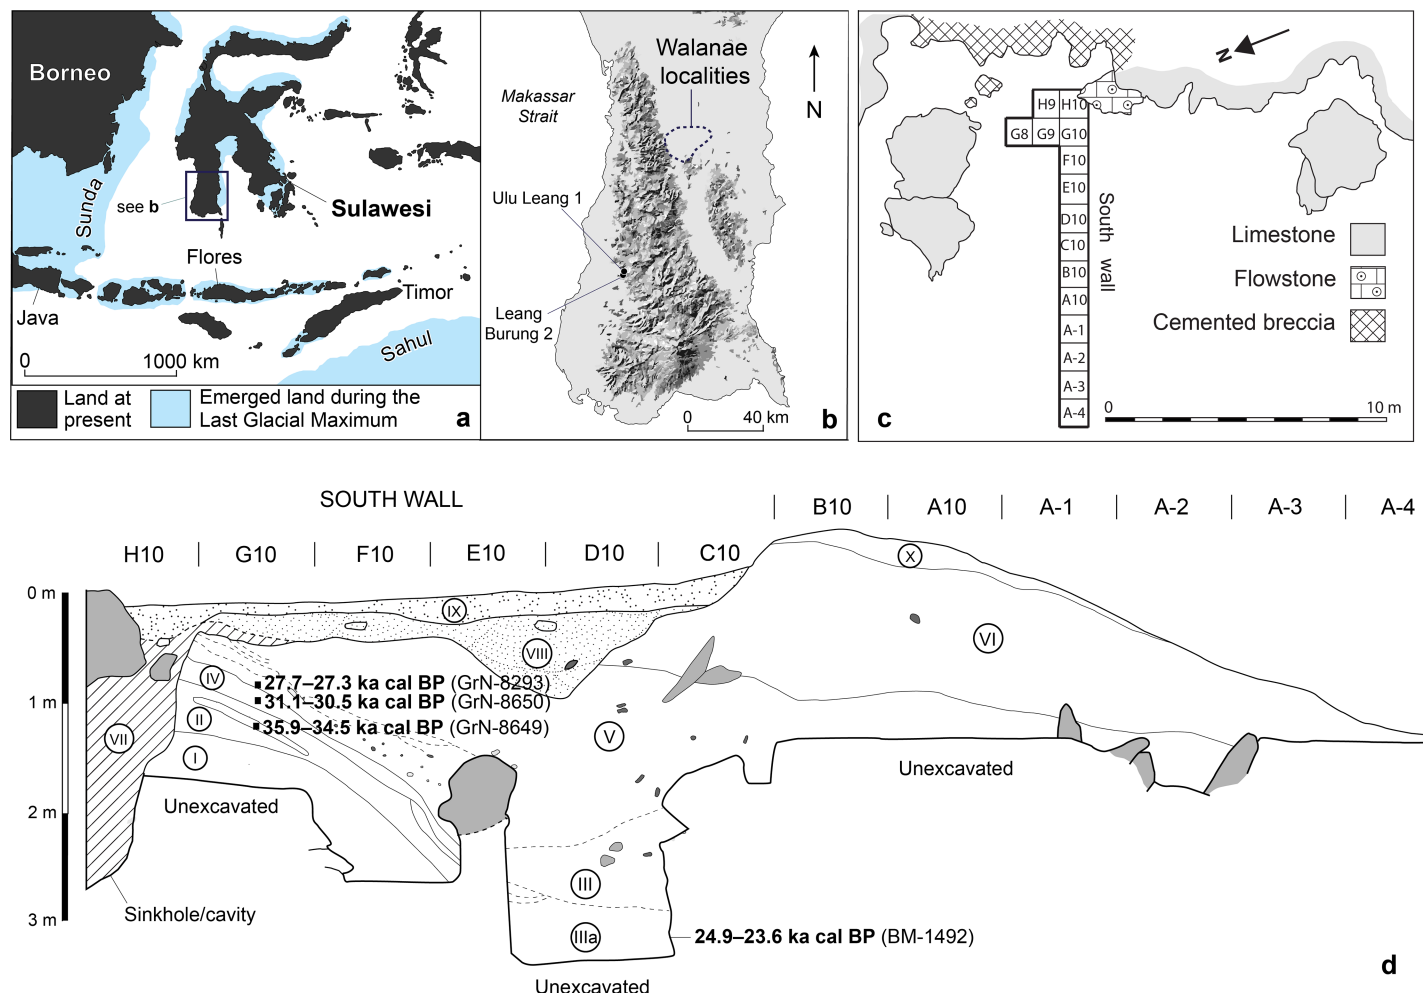 Borneo
Sunda
see b
Sulawesi
Flores
Java
Timor
Sahul
0
1000 km
Land at
present
Emerged land during the
Last Glacial Maximum
a
Walanae
localities
Makassar
Strait
N
Ulu Leang 1
Leang
Burung 2
0
40 km
b
N
H9
H10
G8
G9
G10
F10
E10
D10
C10
B10
A10
A-1
A-2
A-3
A-4
South wall
Limestone
Flowstone
Cemented breccia
0
10 m
c
SOUTH WALL
H10
G10
F10
E10
D10
C10
B10
A10
A-1
A-2
A-3
A-4
0 m
1 m
2 m
3 m
IX
X
VI
VIII
IV
27.7–27.3 ka cal BP (GrN-8293)
31.1–30.5 ka cal BP (GrN-8650)
II
35.9–34.5 ka cal BP (GrN-8649)
VII
I
V
Unexcavated
Unexcavated
III
Sinkhole/cavity
IIIa
24.9–23.6 ka cal BP (BM-1492)
Unexcavated
d